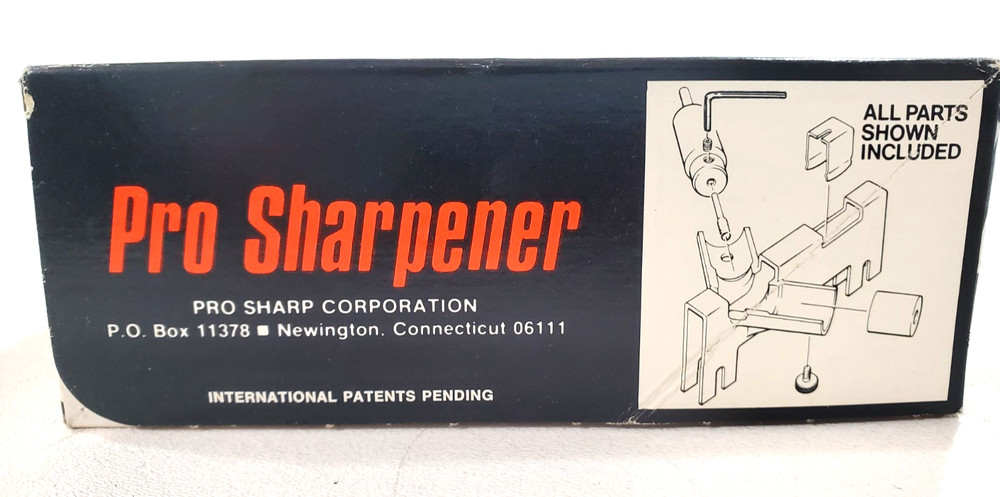 Pro Sharpener
PRO SHARP CORPORATION
P.O. Box 11378 ■ Newington, Connecticut 06111
INTERNATIONAL PATENTS PENDING
ALL PARTS
SHOWN
INCLUDED